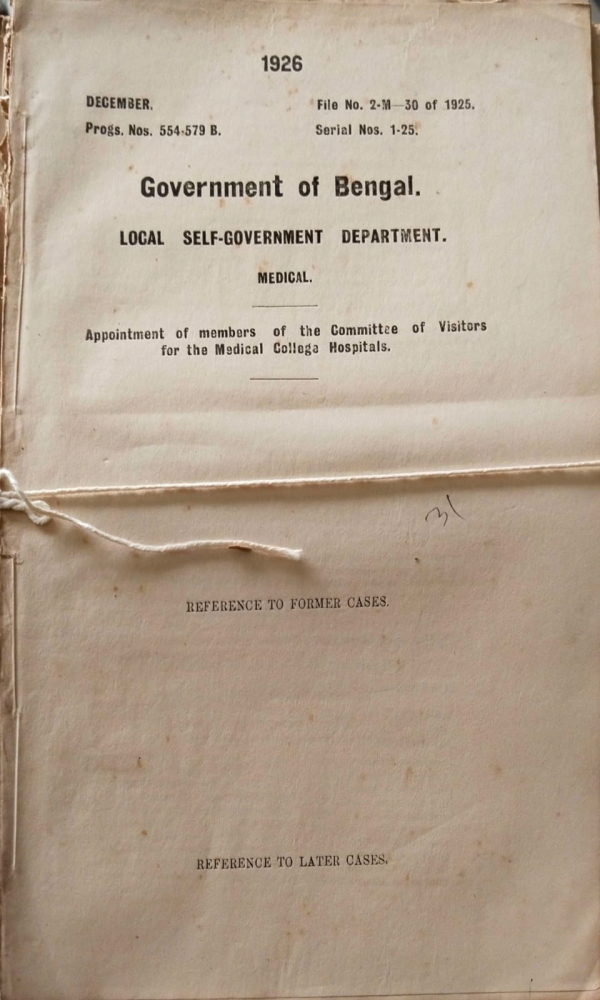 1926
DECEMBER. File No. 2-M—30 of 1925.
Progs. Nos. 554-579 B. Serial Nos. 1-25.
Government of Bengal.
LOCAL SELF-GOVERNMENT DEPARTMENT.
MEDICAL.
Appointment of members of the Committee of Visitors
for the Medical College Hospitals.
REFERENCE TO FORMER CASES.
REFERENCE TO LATER CASES.